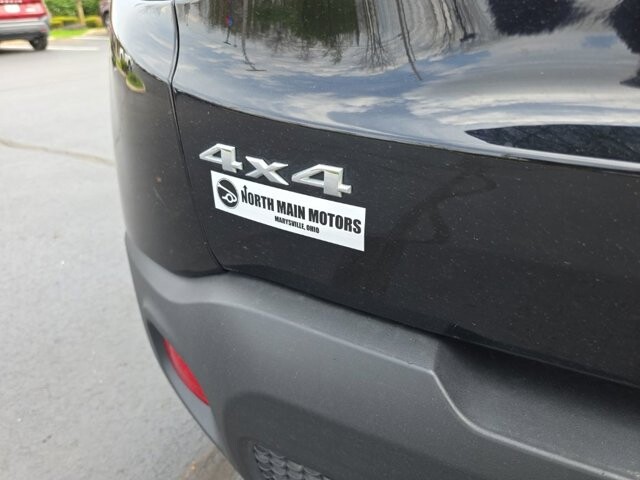 4x4
NORTH MAIN MOTORS
MARYSVILLE, OHIO